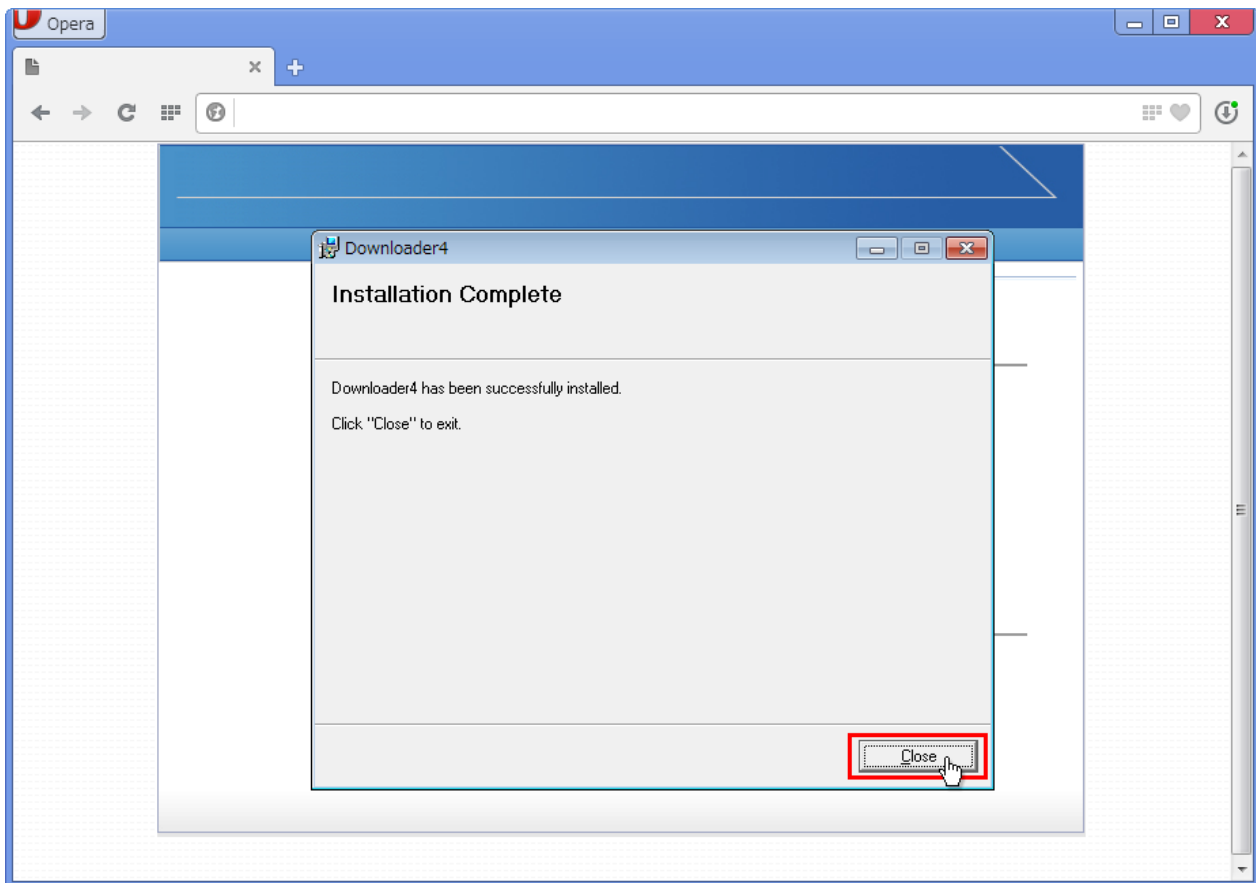 Opera
Downloader4
Installation Complete
Downloader4 has been successfully installed.
Click "Close" to exit.
Close